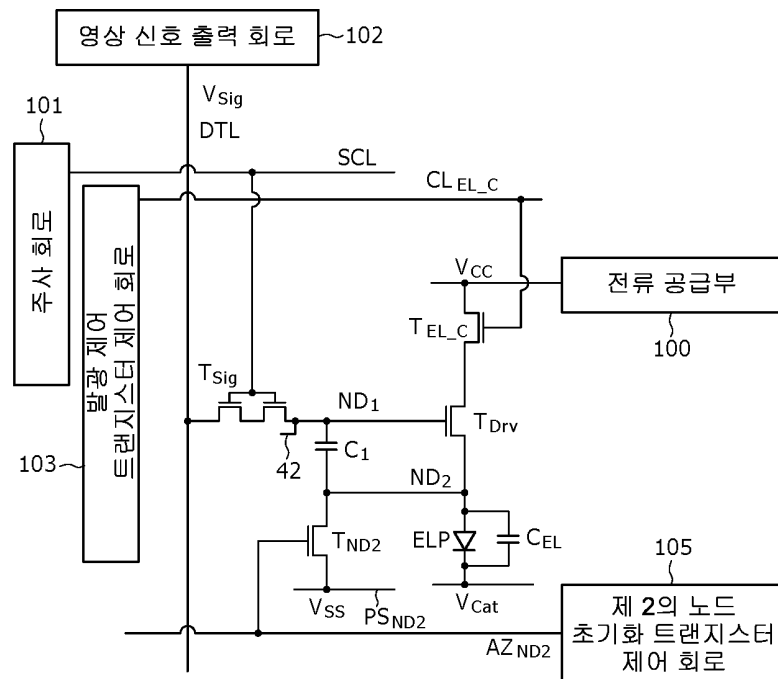 영상 신호 출력 회로
102
V_Sig
DTL
101
주사 회로
SCL
CL_EL_C
발광 제어
트랜지스터 제어 회로
103
V_CC
전류 공급부
100
T_EL_C
T_Sig
ND_1
T_Drv
42
C_1
ND_2
T_ND2
ELP
C_EL
105
V_SS
PS_ND2
V_Cat
제 2의 노드
초기화 트랜지스터
제어 회로
AZ_ND2